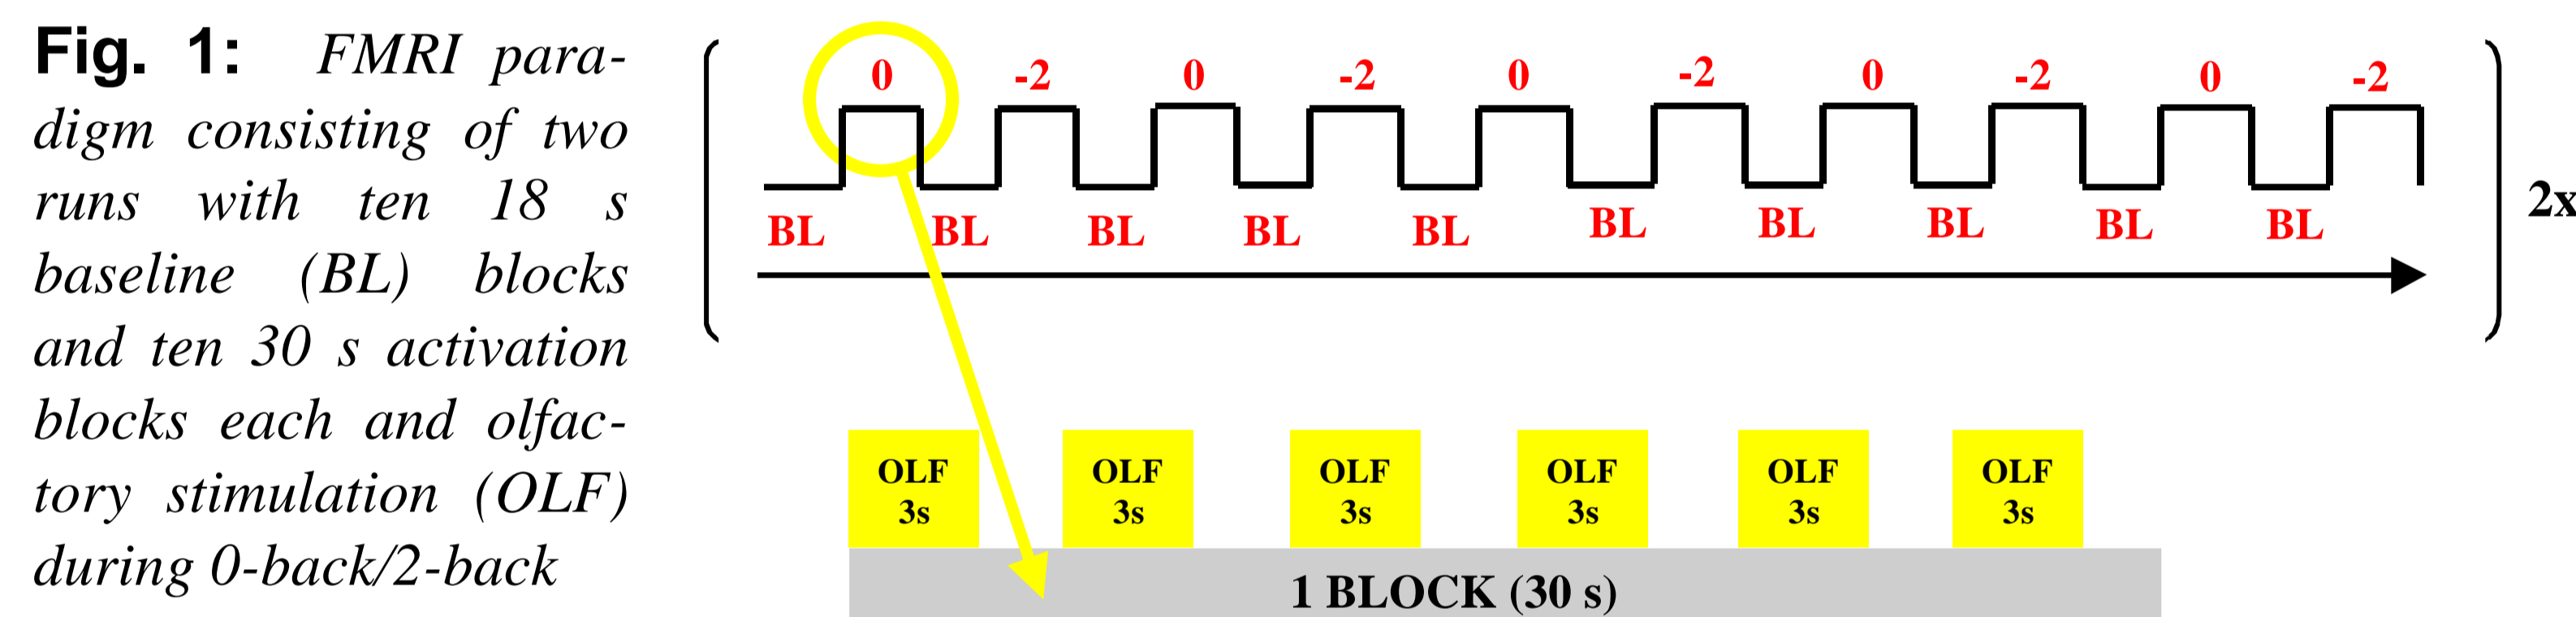 Fig. 1: FMRI para-
digm consisting of two
runs with ten 18 s
baseline (BL) blocks
and ten 30 s activation
blocks each and olfac-
tory stimulation (OLF)
during 0-back/2-back
0 -2 0 -2 0 -2 0 -2 0 -2
BL BL BL BL BL BL BL BL BL BL
2x
OLF OLF OLF OLF OLF OLF
3s 3s 3s 3s 3s 3s
1 BLOCK (30 s)